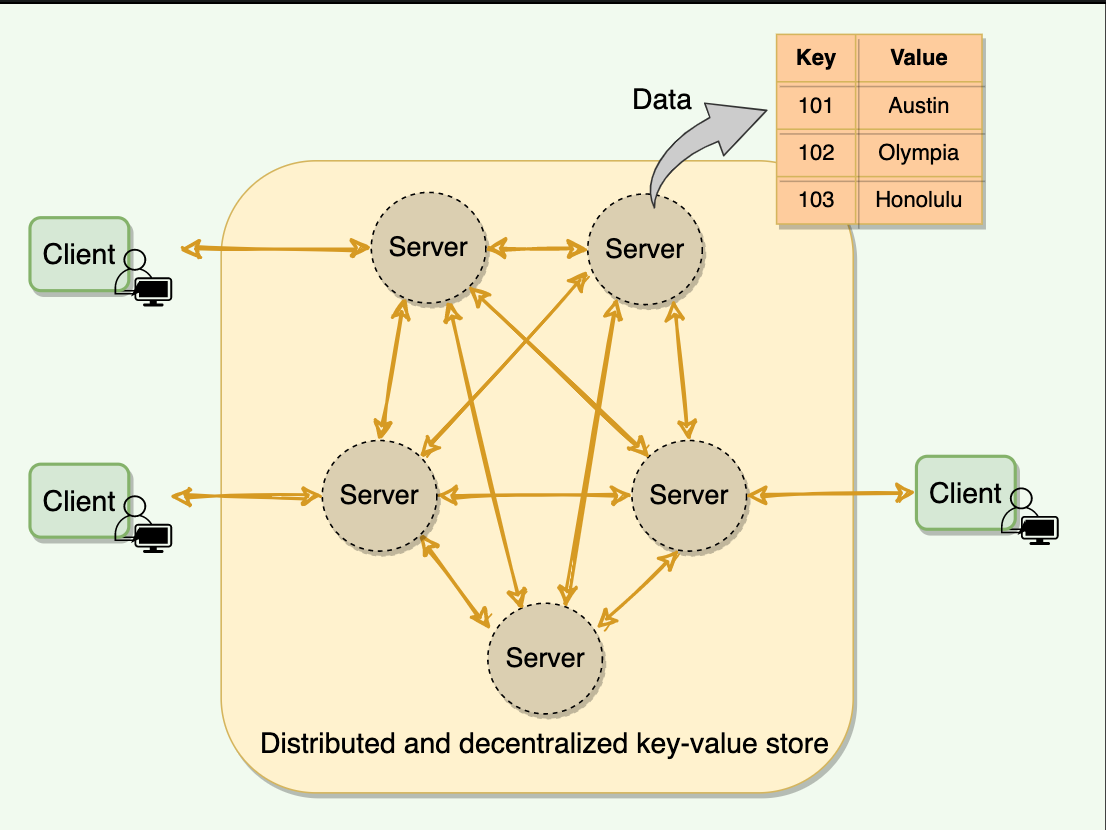 Data
Key Value
101 Austin
102 Olympia
103 Honolulu
Client
Server
Server
Client
Server
Server
Client
Server
Distributed and decentralized key-value store